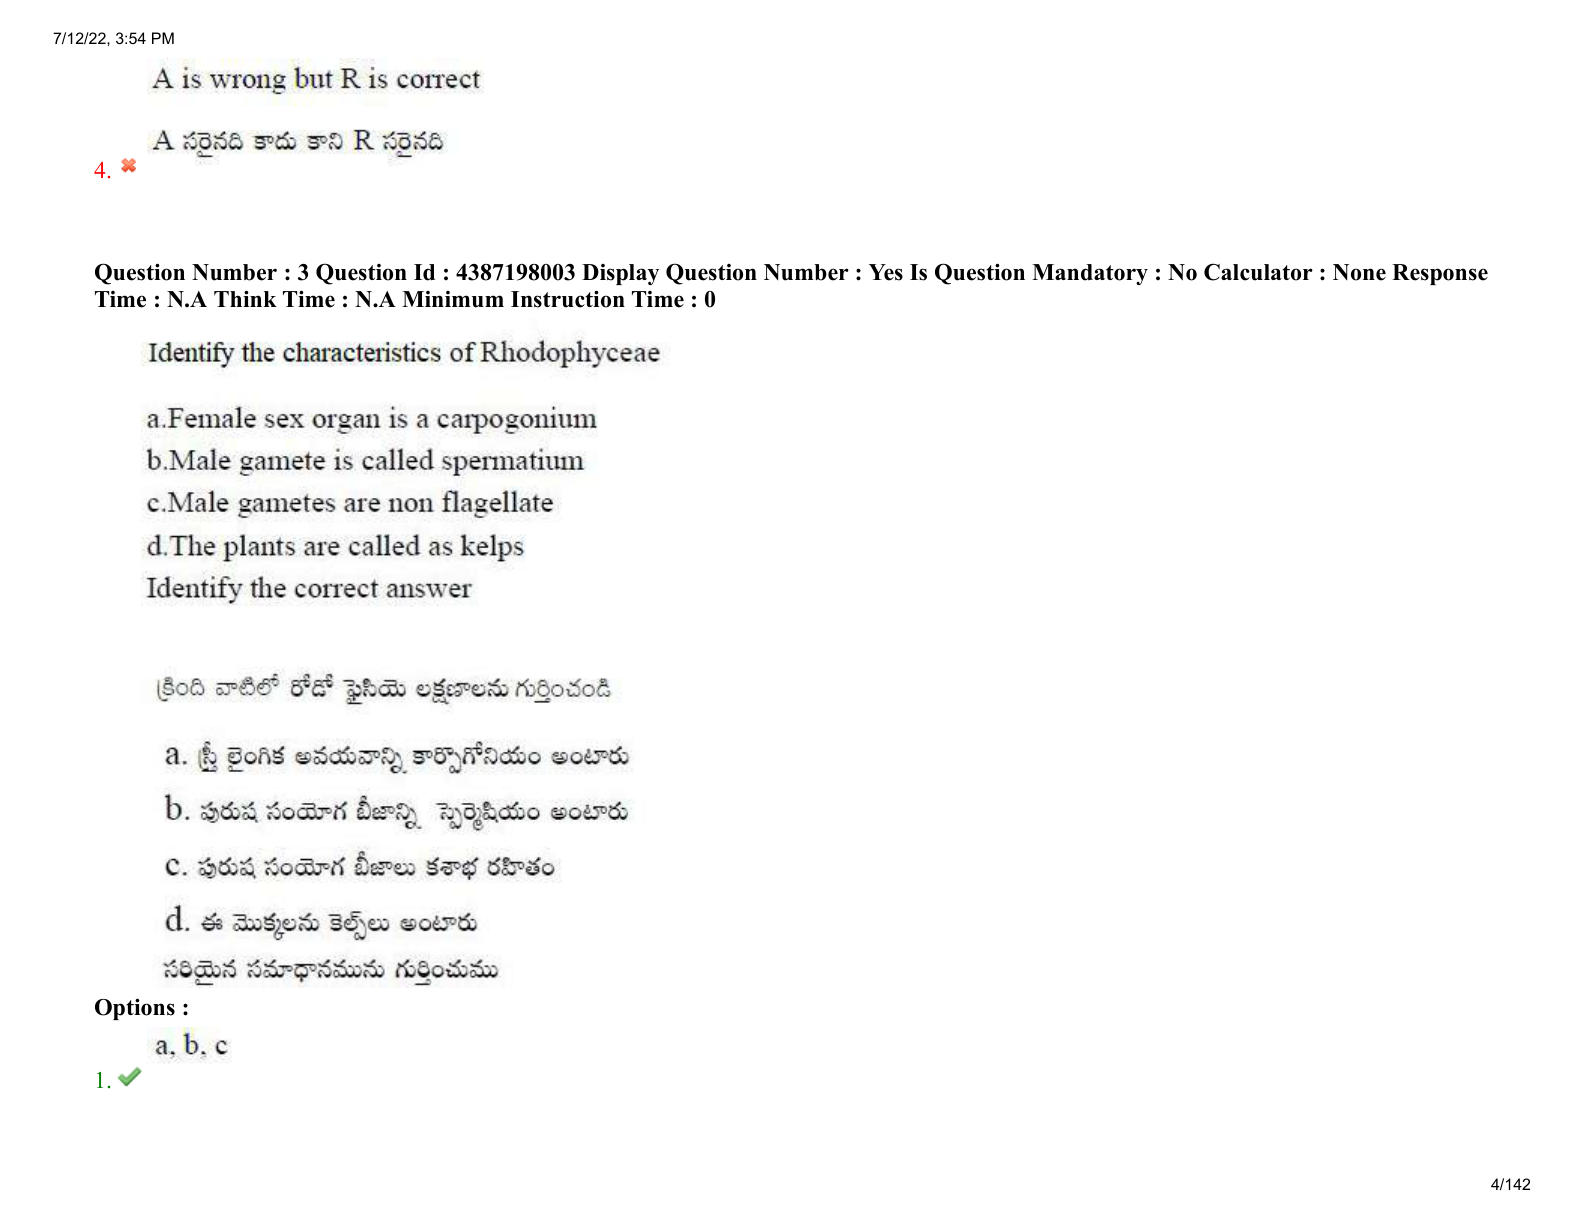 7/12/22, 3:54 PM
A is wrong but R is correct
A సరైనది కాదు కాని R సరైనది
4.
Question Number : 3 Question Id : 4387198003 Display Question Number : Yes Is Question Mandatory : No Calculator : None Response
Time : N.A Think Time : N.A Minimum Instruction Time : 0
Identify the characteristics of Rhodophyceae
a.Female sex organ is a carpogonium
b.Male gamete is called spermatium
c.Male gametes are non flagellate
d.The plants are called as kelps
Identify the correct answer
క్రింది వాటిలో రోడో ఫైసియె లక్షణాలను గుర్తించండి
a. స్త్రీ లైంగిక అవయవాన్ని కార్పొగోనియం అంటారు
b. పురుష సంయోగ బీజాన్ని స్పెర్మెషియం అంటారు
c. పురుష సంయోగ బీజాలు కశాభ రహితం
d. ఈ మొక్కలను కెల్ప్‌లు అంటారు
సరియైన సమాధానమును గుర్తించుము
Options :
a, b, c
1.
4/142